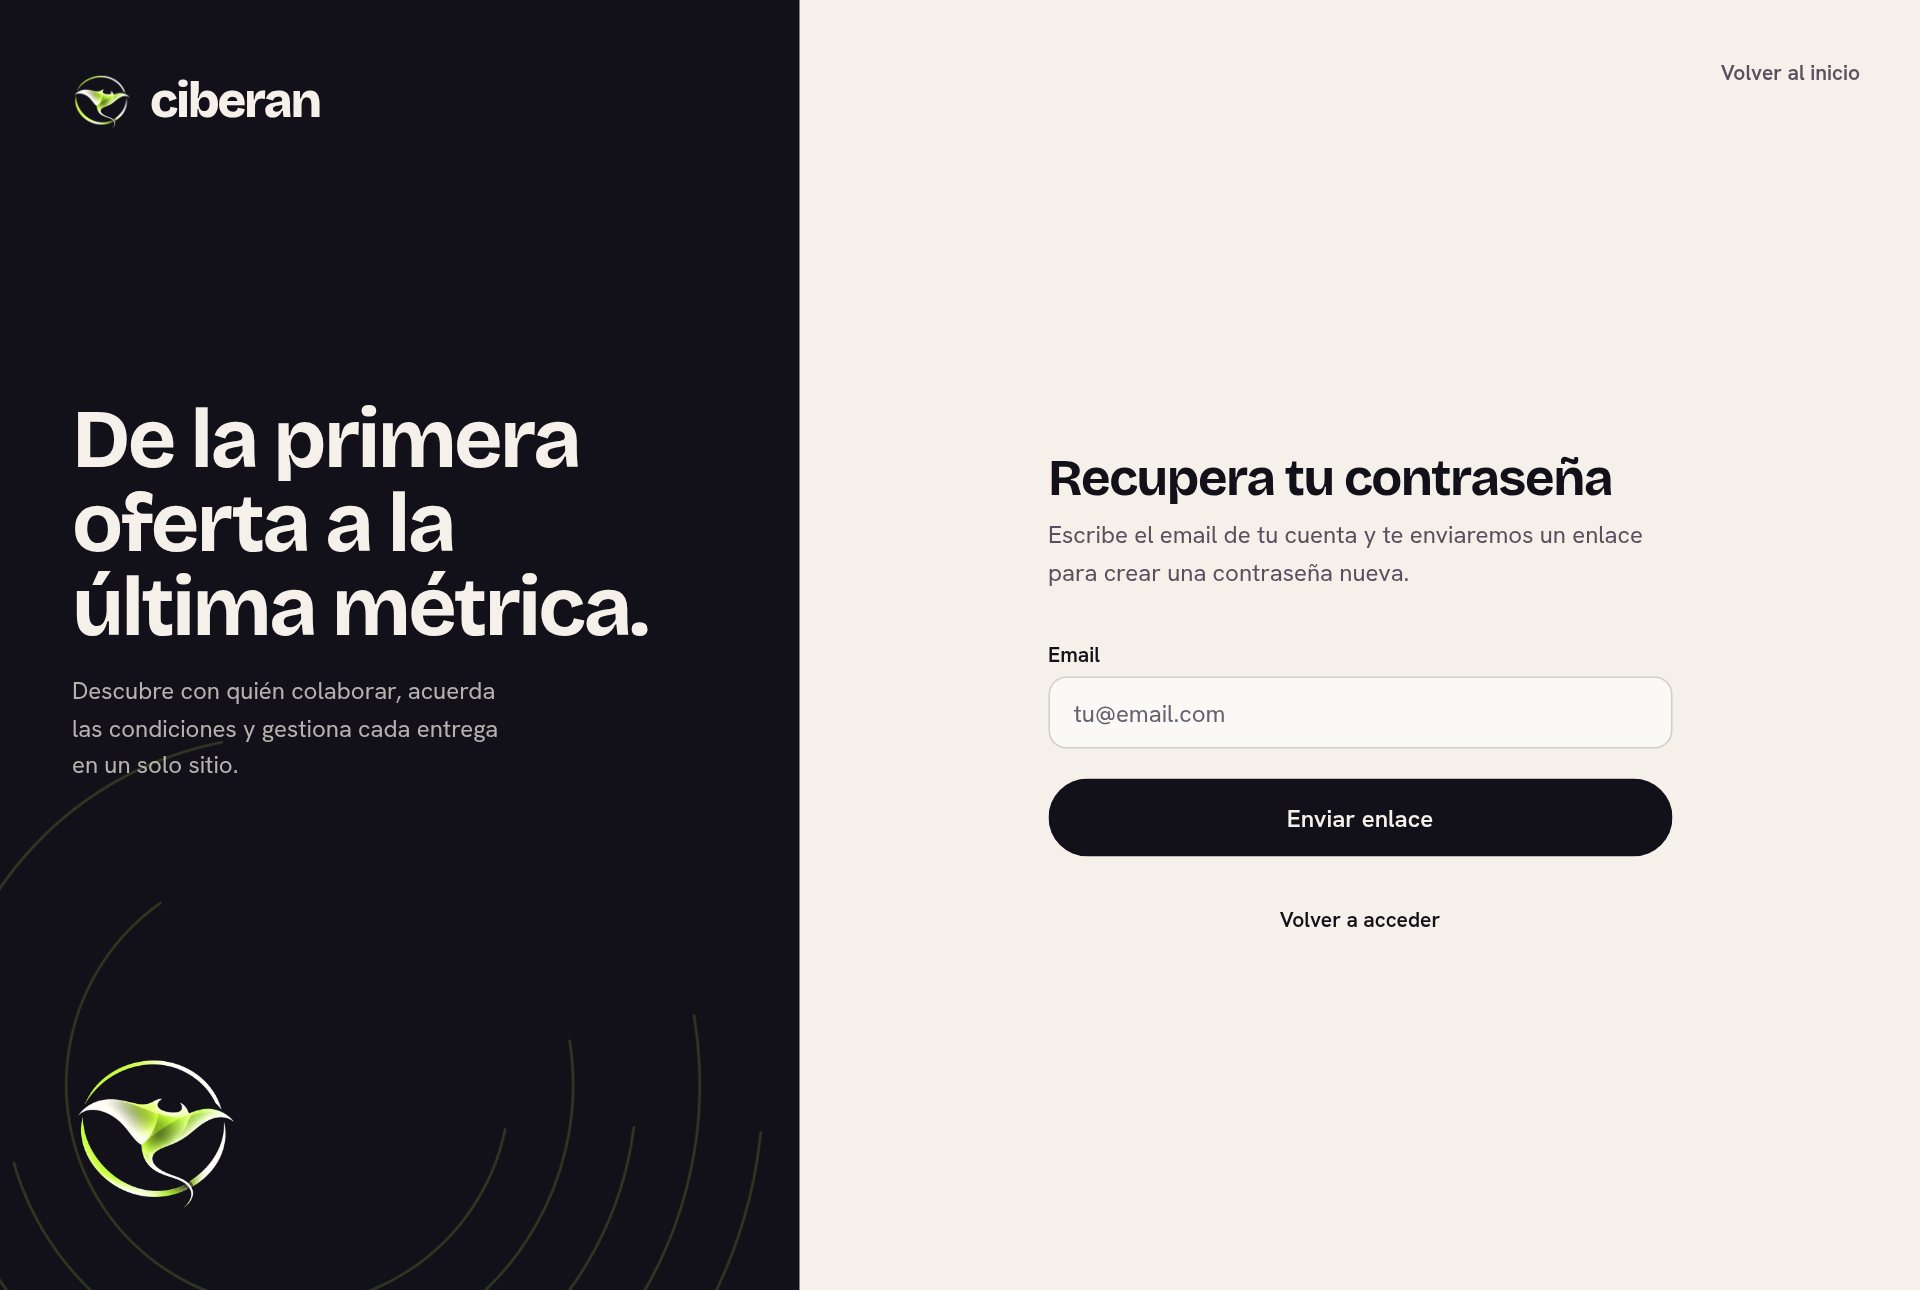 ciberan
De la primera
oferta a la
última métrica.
Descubre con quién colaborar, acuerda
las condiciones y gestiona cada entrega
en un solo sitio.
Volver al inicio
Recupera tu contraseña
Escribe el email de tu cuenta y te enviaremos un enlace
para crear una contraseña nueva.
Email
tu@email.com
Enviar enlace
Volver a acceder